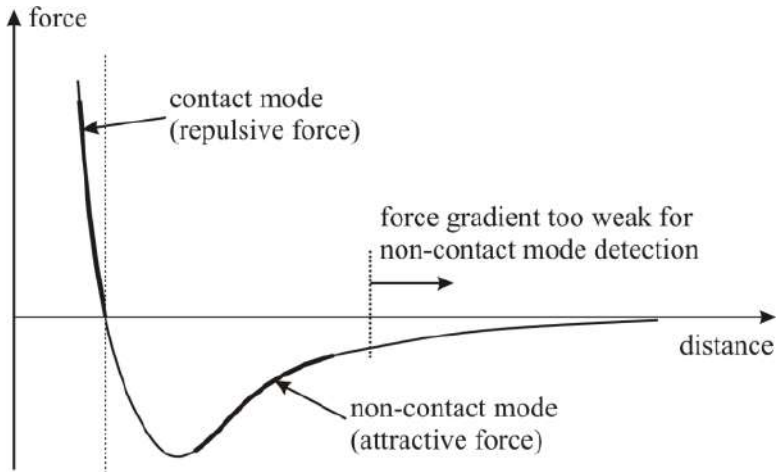 force
contact mode
(repulsive force)
force gradient too weak for
non-contact mode detection
distance
non-contact mode
(attractive force)